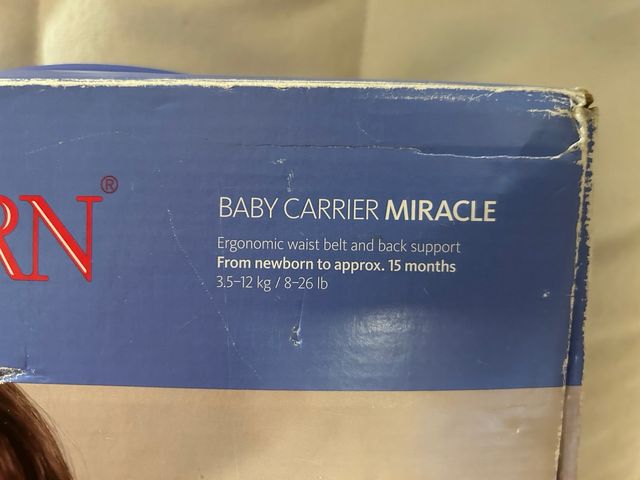 RN®
BABY CARRIER MIRACLE
Ergonomic waist belt and back support
From newborn to approx. 15 months
3.5–12 kg / 8–26 lb